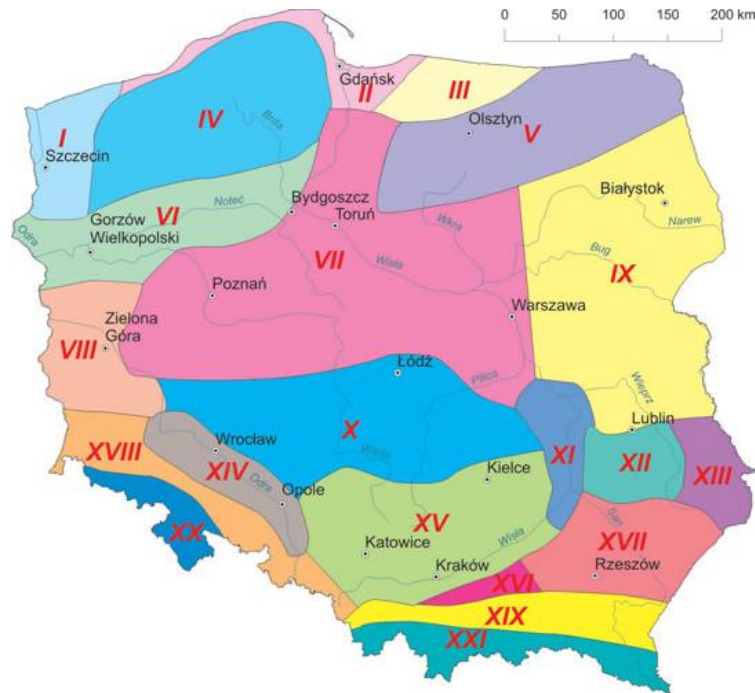 0 50 100 150 200 km
Gdańsk
II
III
I
IV
Olsztyn
V
Szczecin
Brda
Białystok
VI
Noteć
Bydgoszcz
Toruń
Wkra
Narew
Gorzów
Wielkopolski
Odra
VII
Wisła
Bug
IX
Poznań
Warszawa
Zielona
Góra
VIII
Łódź
Pilica
Wieprz
X
Lublin
XVIII
Wrocław
Warta
XI
XII
XIII
XIV
Odra
Opole
Kielce
XV
San
XX
Katowice
Wisła
XVII
Kraków
XVI
Rzeszów
XIX
XXI